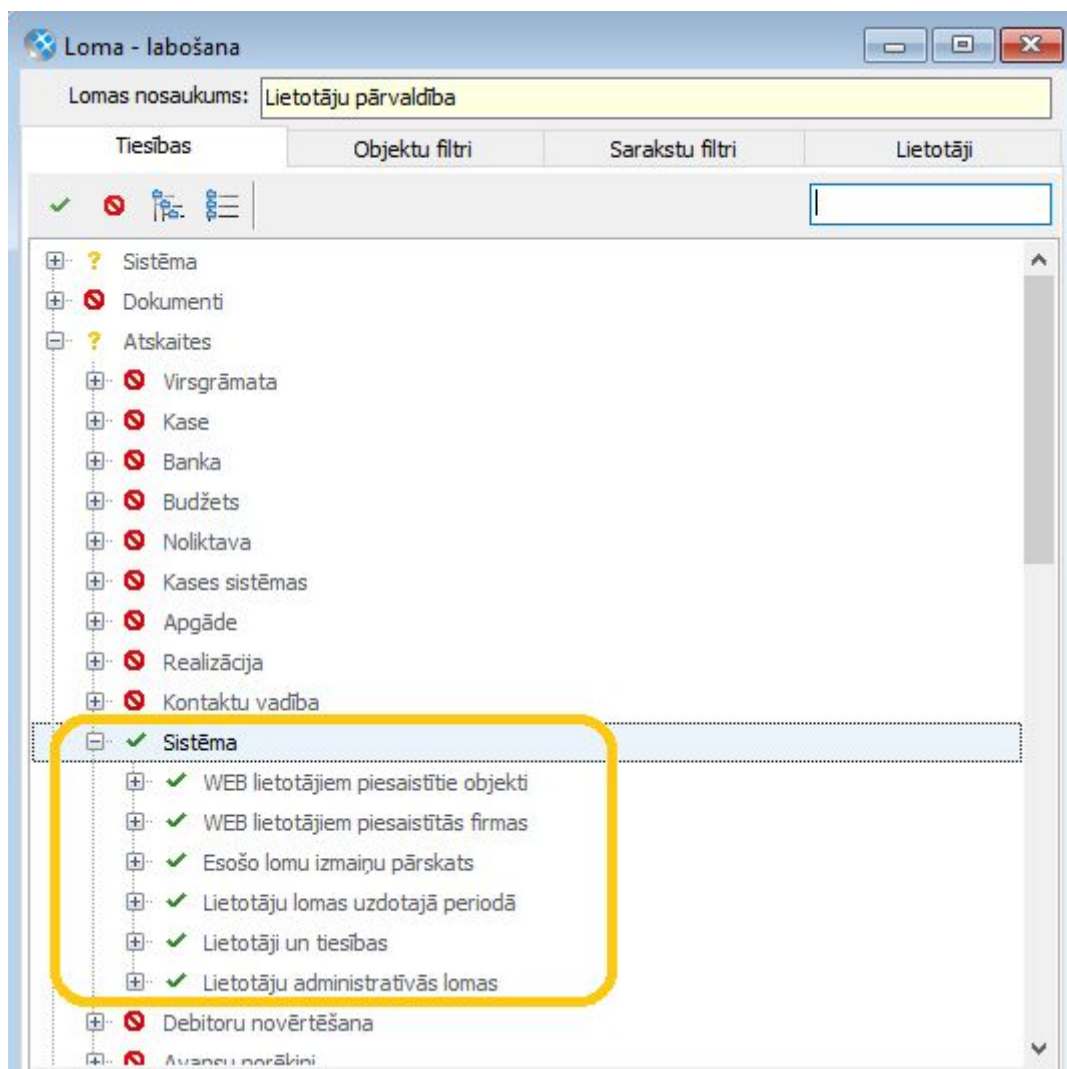 Loma - labošana
Lomas nosaukums: Lietotāju pārvaldība
Tiesības Objektu filtri Sarakstu filtri Lietotāji
Sistēma
Dokumenti
Atskaites
Virsgrāmata
Kase
Banka
Budžets
Noliktava
Kases sistēmas
Apgāde
Realizācija
Kontaktu vadība
Sistēma
WEB lietotājiem piesaistītie objekti
WEB lietotājiem piesaistītās firmas
Esošo lomu izmaiņu pārskats
Lietotāju lomas uzdotajā periodā
Lietotāji un tiesības
Lietotāju administratīvās lomas
Debitoru novērtēšana
Avansu norēķini